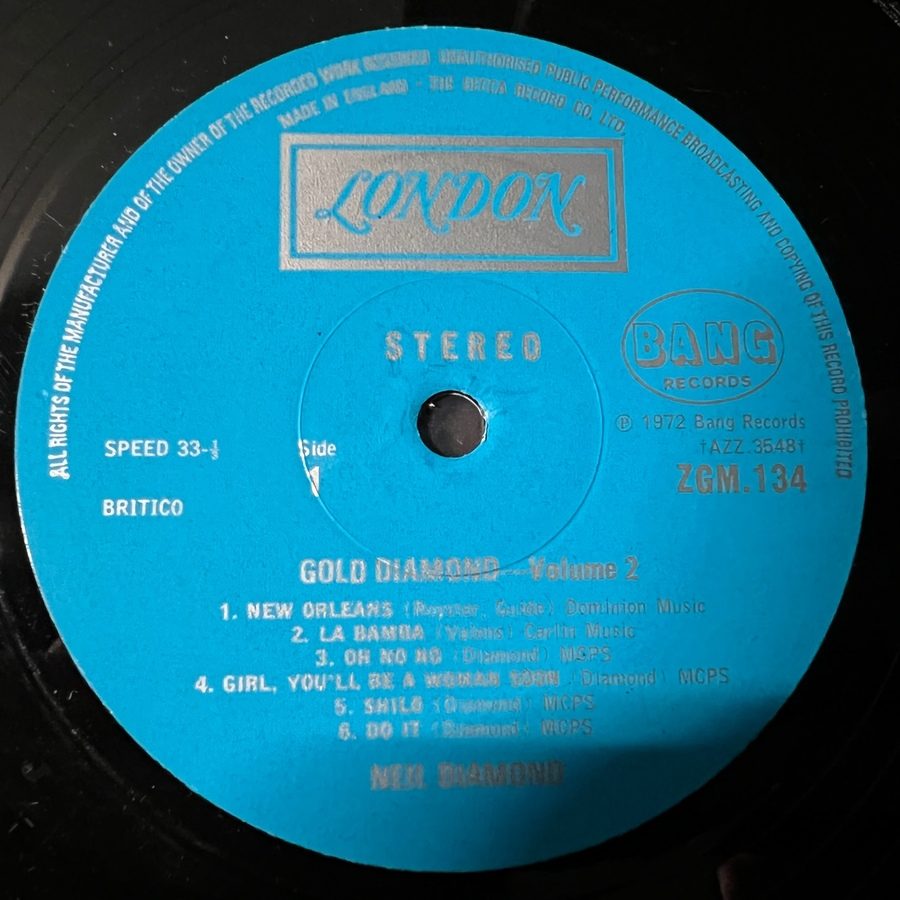 ALL RIGHTS OF THE MANUFACTURER AND OF THE OWNER OF THE RECORDED WORK RESERVED UNAUTHORISED PUBLIC PERFORMANCE BROADCASTING AND COPYING OF THIS RECORD PROHIBITED
MADE IN ENGLAND · THE DECCA RECORD CO. LTD.
LONDON
STEREO
BANG
RECORDS
℗ 1972 Bang Records
†AZZ.3548†
ZGM.134
SPEED 33-⅓
Side
1
BRITICO
GOLD DIAMOND—Volume 2
1. NEW ORLEANS (Royster, Guida) Dominion Music
2. LA BAMBA (Valens) Carlin Music
3. OH NO NO (Diamond) MCPS
4. GIRL, YOU'LL BE A WOMAN SOON (Diamond) MCPS
5. SHILO (Diamond) MCPS
6. DO IT (Diamond) MCPS
NEIL DIAMOND